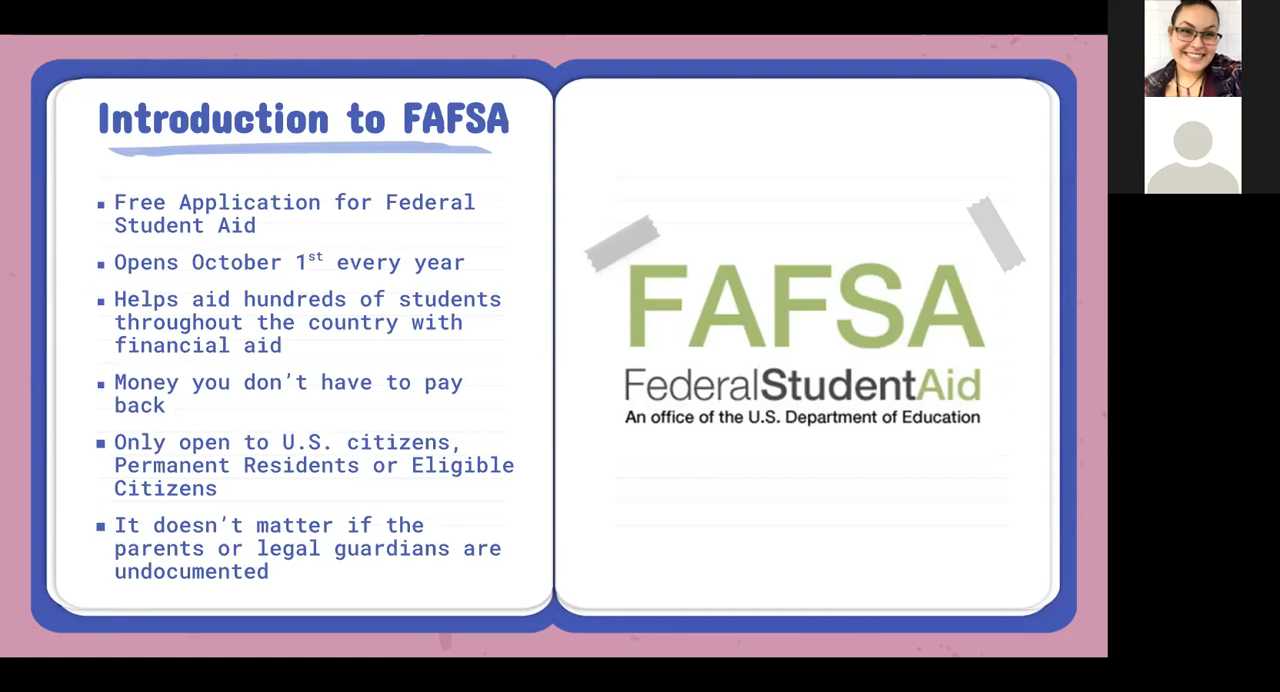 Introduction to FAFSA
▪ Free Application for Federal
Student Aid
▪ Opens October 1st every year
▪ Helps aid hundreds of students
throughout the country with
financial aid
▪ Money you don't have to pay
back
▪ Only open to U.S. citizens,
Permanent Residents or Eligible
Citizens
▪ It doesn't matter if the
parents or legal guardians are
undocumented
FAFSA
FederalStudentAid
An office of the U.S. Department of Education